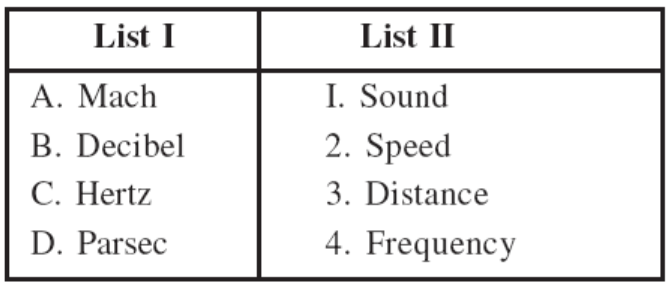 List I List II
A. Mach I. Sound
B. Decibel 2. Speed
C. Hertz 3. Distance
D. Parsec 4. Frequency